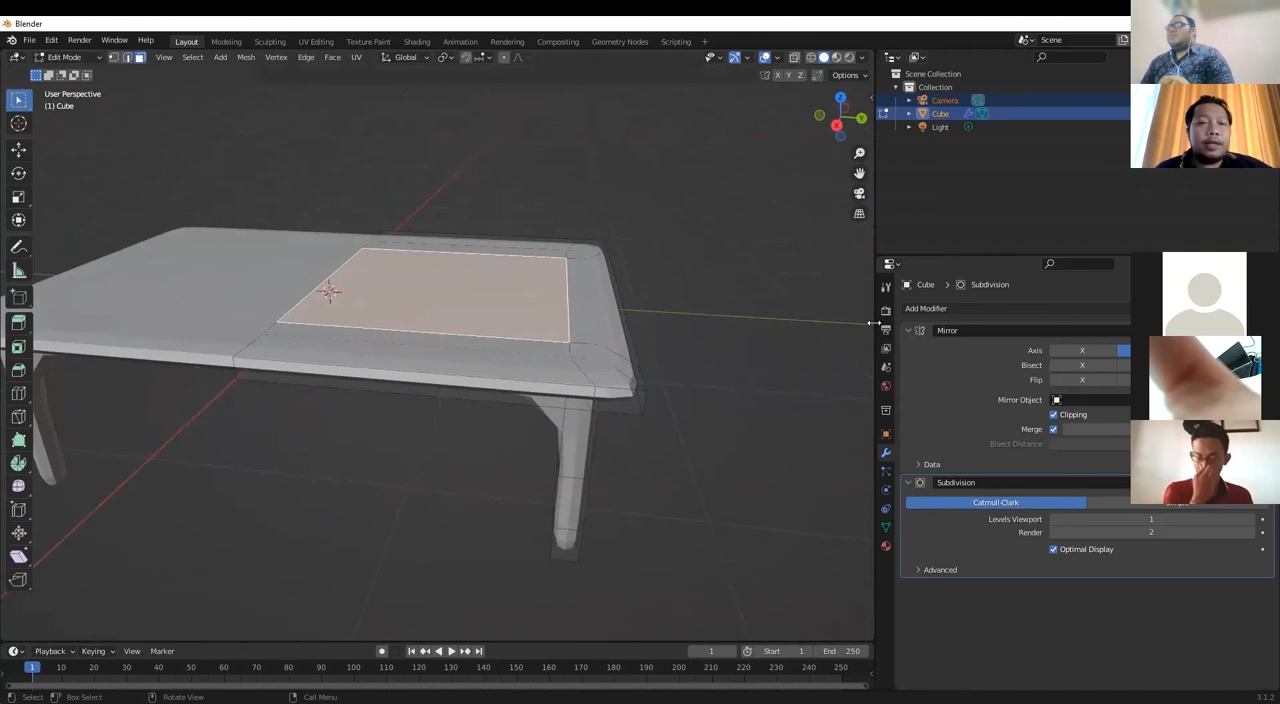 Blender
File Edit Render Window Help Layout Modeling Sculpting UV Editing Texture Paint Shading Animation Rendering Compositing Geometry Nodes Scripting + Scene
Edit Mode View Select Add Mesh Vertex Edge Face UV Global
X Y Z Options
User Perspective
(1) Cube
Z
Y
X
Scene Collection
Collection
Camera
Cube
Light
Cube > Subdivision
Add Modifier
Mirror
Axis X
Bisect X
Flip X
Mirror Object
Clipping
Merge
Bisect Distance
Data
Subdivision
Catmull-Clark
Levels Viewport 1
Render 2
Optimal Display
Advanced
Playback Keying View Marker 1 Start 1 End 250
1 10 20 30 40 50 60 70 80 90 100 110 120 130 140 150 160 170 180 190 200 210 220 230 240 250
Select Box Select Rotate View Call Menu 3.1.2